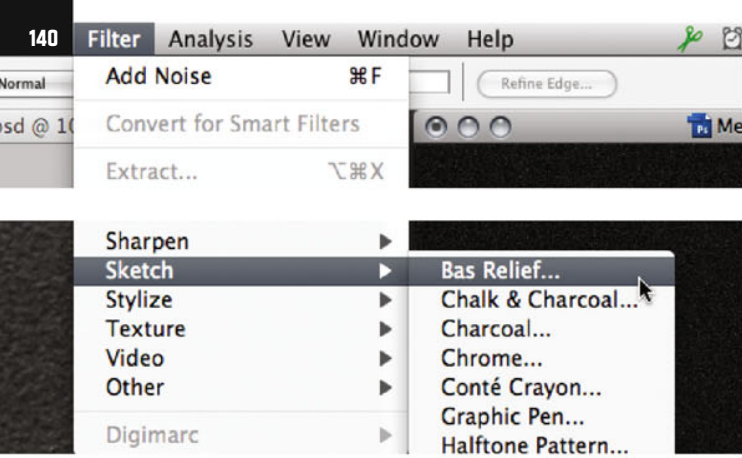 140 Filter Analysis View Window Help
Normal Add Noise ⌘F Refine Edge...
Convert for Smart Filters
Extract... ⌥⌘X
Sharpen
Sketch Bas Relief...
Stylize Chalk & Charcoal...
Texture Charcoal...
Video Chrome...
Other Conté Crayon...
Graphic Pen...
Digimarc Halftone Pattern...